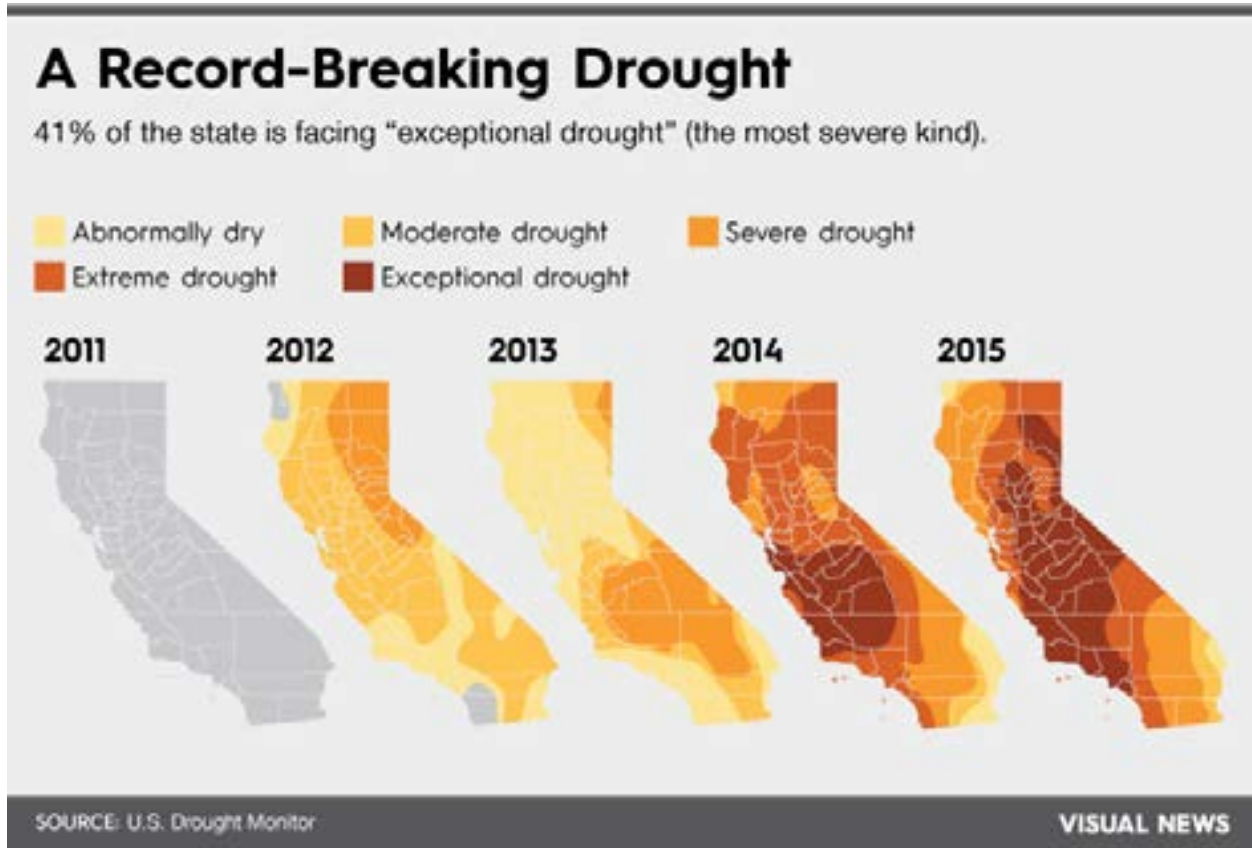 A Record-Breaking Drought
41% of the state is facing “exceptional drought” (the most severe kind).
Abnormally dry
Moderate drought
Severe drought
Extreme drought
Exceptional drought
2011
2012
2013
2014
2015
SOURCE: U.S. Drought Monitor
VISUAL NEWS